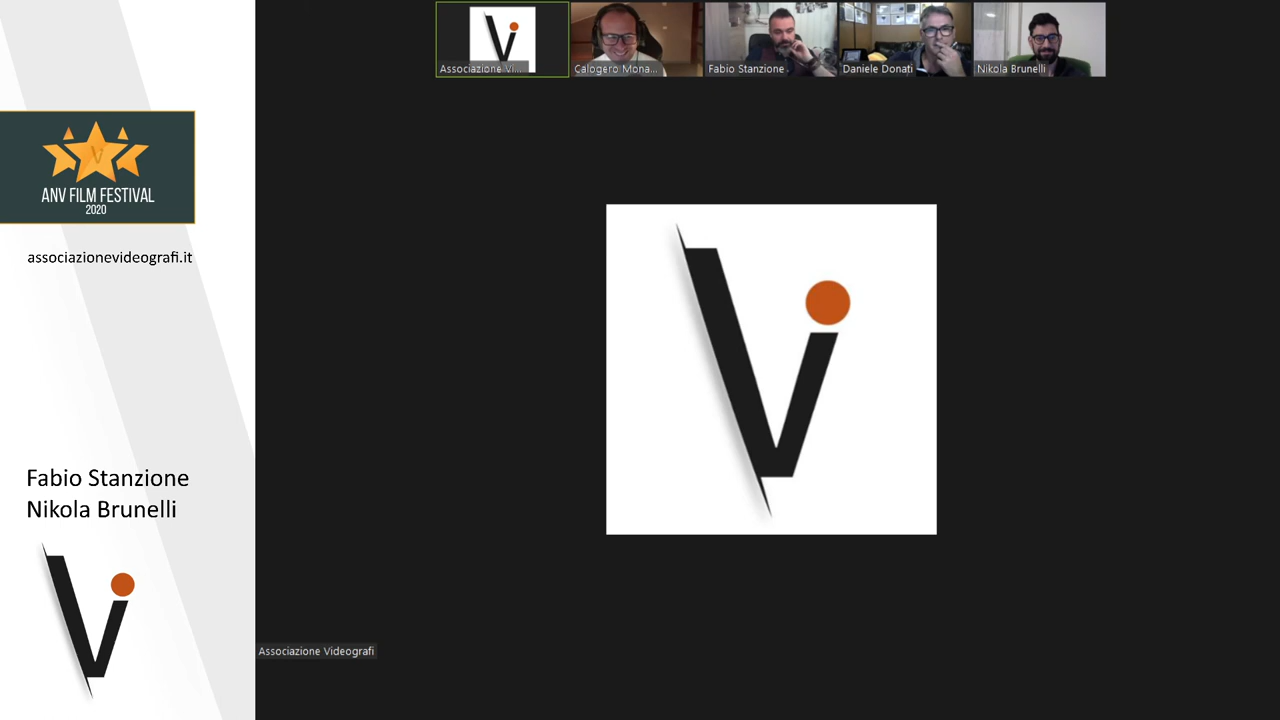 Associazione Vi...
Calogero Mona...
Fabio Stanzione
Daniele Donati
Nikola Brunelli
ANV FILM FESTIVAL
2020
associazionevideografi.it
Fabio Stanzione
Nikola Brunelli
Associazione Videografi